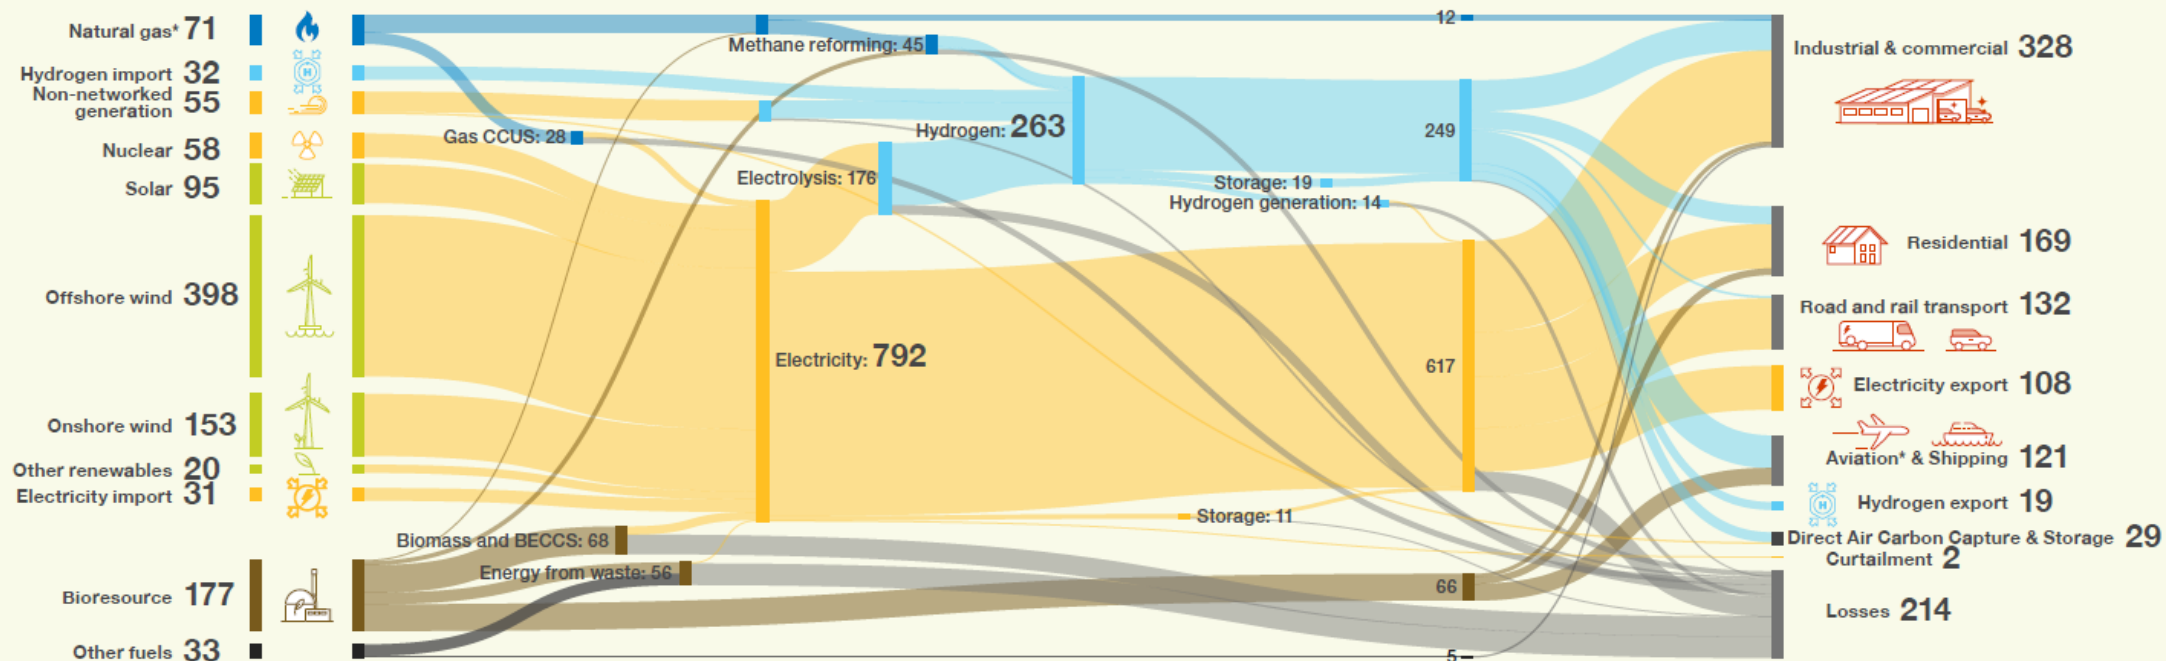 Natural gas* 71
Hydrogen import 32
Non-networked
generation 55
Nuclear 58
Solar 95
Offshore wind 398
Onshore wind 153
Other renewables 20
Electricity import 31
Bioresource 177
Other fuels 33
Gas CCUS: 28
Biomass and BECCS: 68
Energy from waste: 56
Methane reforming: 45
Electrolysis: 176
Electricity: 792
Hydrogen: 263
Storage: 19
Hydrogen generation: 14
Storage: 11
12
249
617
66
5
H
H
Industrial & commercial 328
Residential 169
Road and rail transport 132
Electricity export 108
Aviation* & Shipping 121
Hydrogen export 19
Direct Air Carbon Capture & Storage 29
Curtailment 2
Losses 214